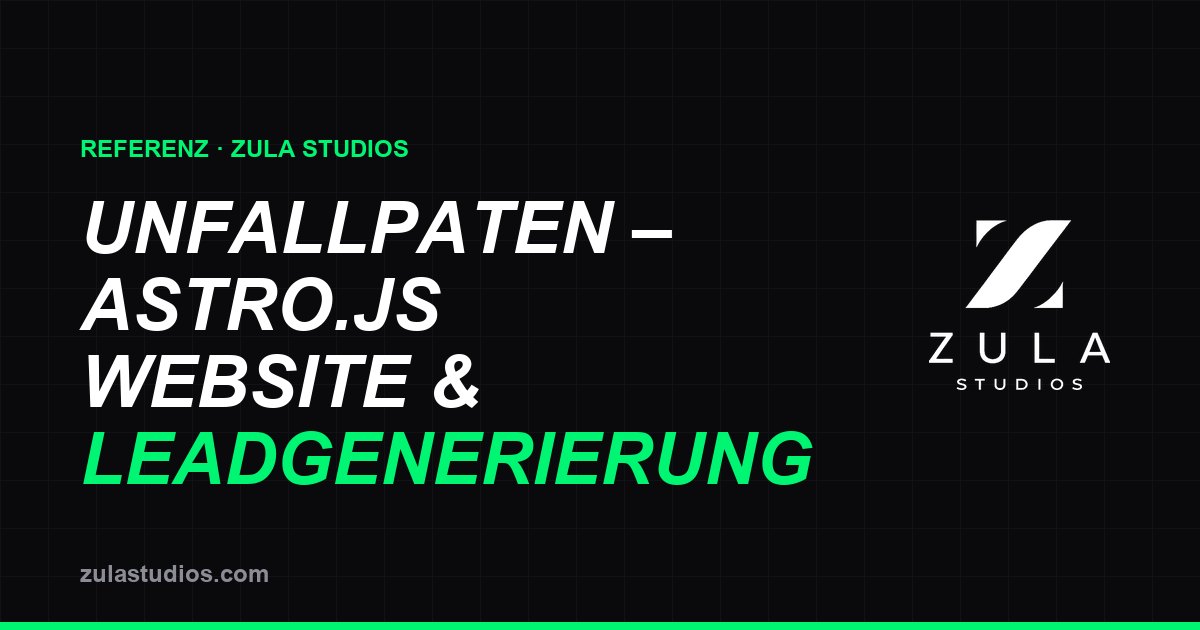 REFERENZ · ZULA STUDIOS
UNFALLPATEN –
ASTRO.JS
WEBSITE &
LEADGENERIERUNG
zulastudios.com
ZULA
STUDIOS